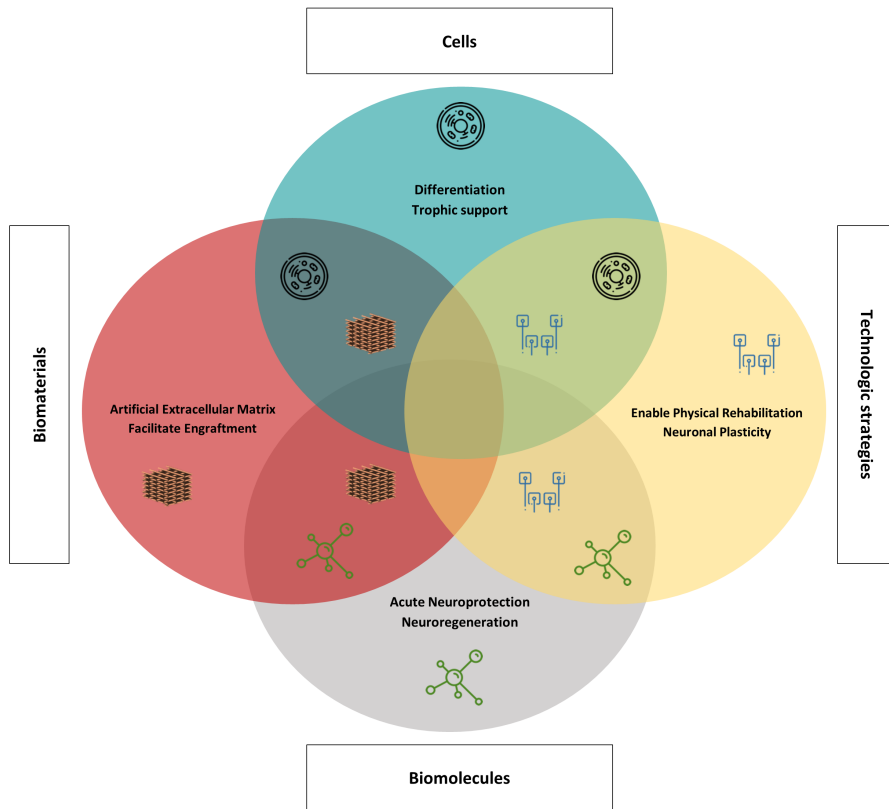 Cells
Differentiation
Trophic support
Biomaterials
Artificial Extracellular Matrix
Facilitate Engraftment
Enable Physical Rehabilitation
Neuronal Plasticity
Technologic strategies
Acute Neuroprotection
Neuroregeneration
Biomolecules